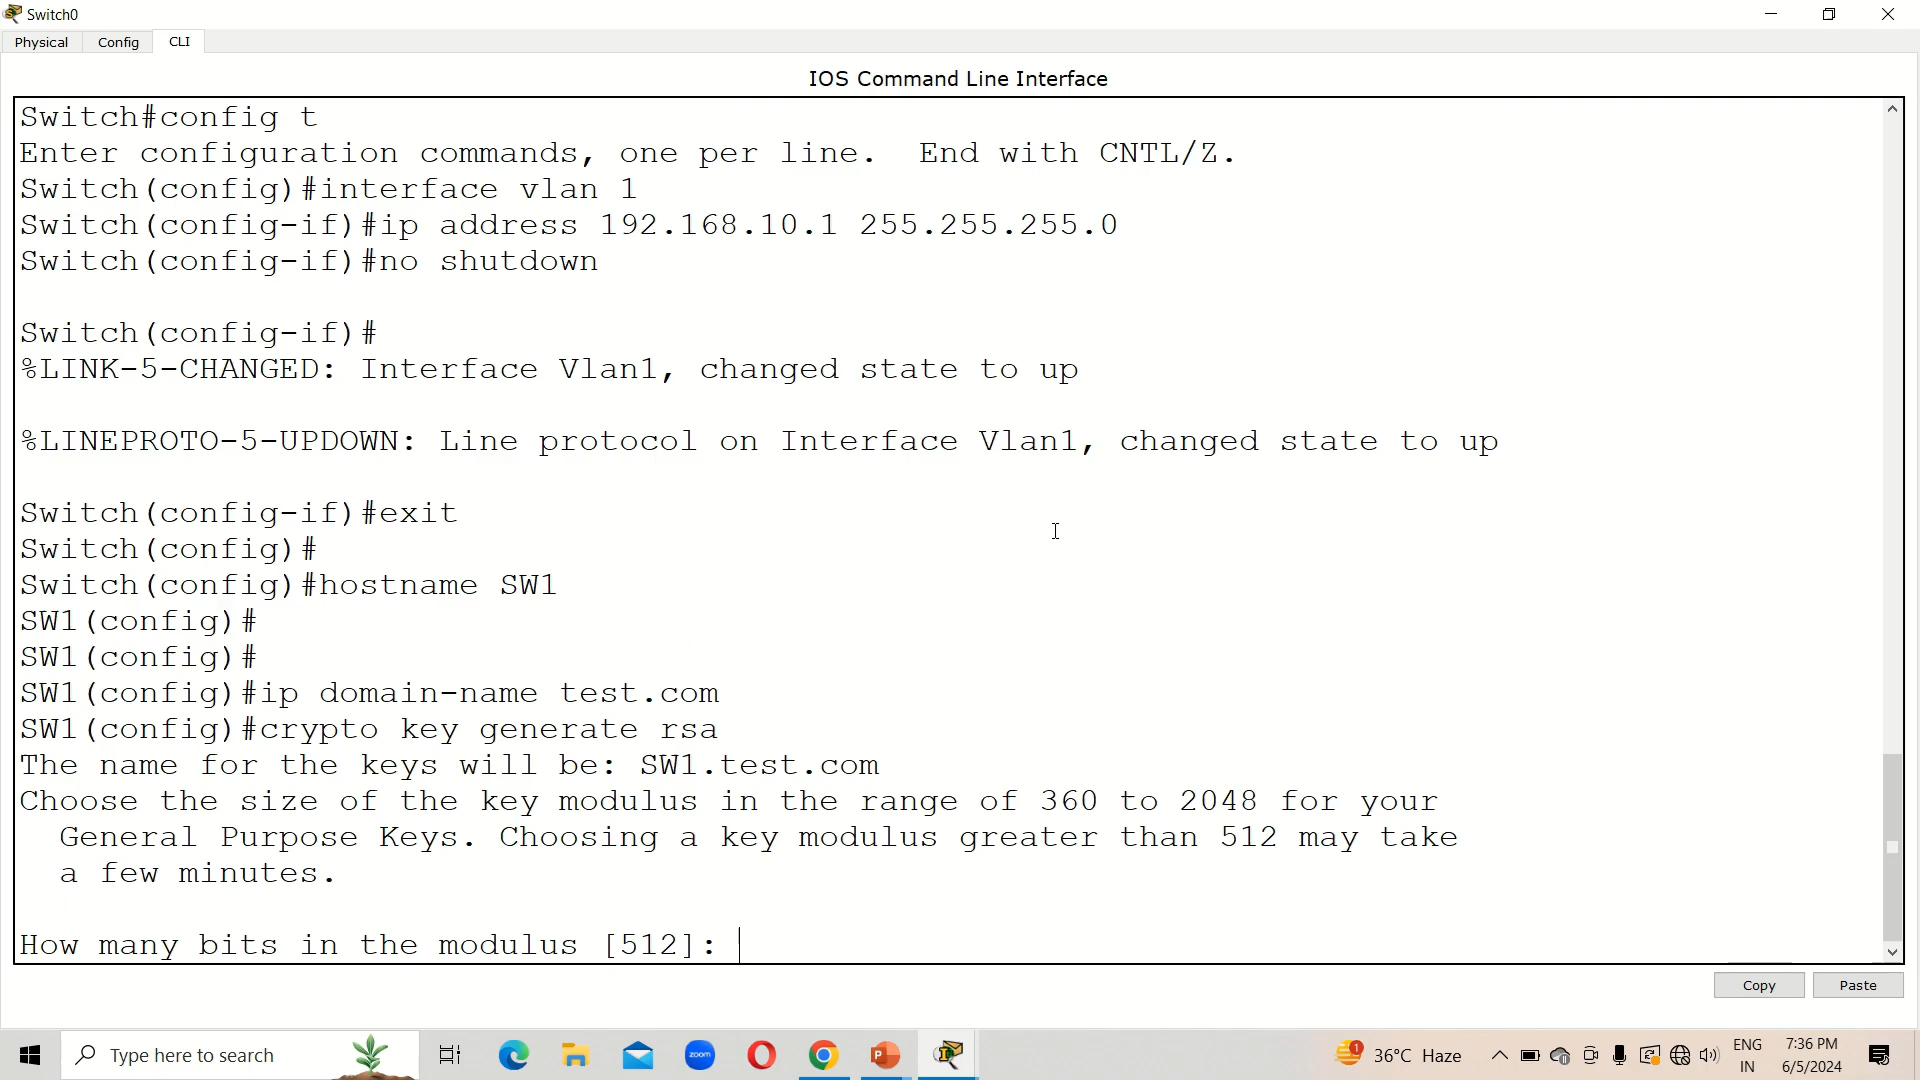 Switch0
Physical Config CLI
IOS Command Line Interface
Switch#config t
Enter configuration commands, one per line.  End with CNTL/Z.
Switch(config)#interface vlan 1
Switch(config-if)#ip address 192.168.10.1 255.255.255.0
Switch(config-if)#no shutdown
Switch(config-if)#
%LINK-5-CHANGED: Interface Vlan1, changed state to up
%LINEPROTO-5-UPDOWN: Line protocol on Interface Vlan1, changed state to up
Switch(config-if)#exit
Switch(config)#
Switch(config)#hostname SW1
SW1(config)#
SW1(config)#
SW1(config)#ip domain-name test.com
SW1(config)#crypto key generate rsa
The name for the keys will be: SW1.test.com
Choose the size of the key modulus in the range of 360 to 2048 for your
General Purpose Keys. Choosing a key modulus greater than 512 may take
a few minutes.
How many bits in the modulus [512]:
Copy Paste
Type here to search
zoom
1
36°C Haze
ENG
IN
7:36 PM
6/5/2024